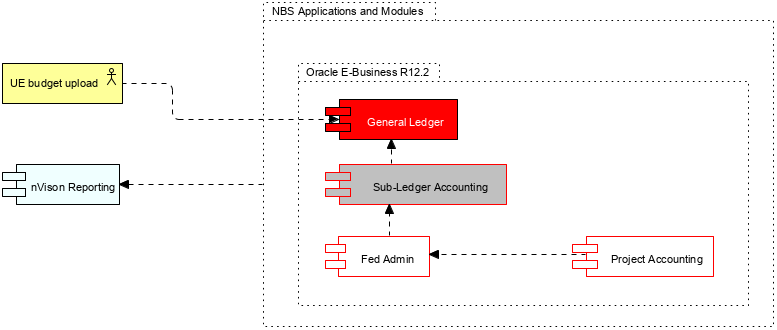 NBS Applications and Modules
Oracle E-Business R12.2
UE budget upload
General Ledger
nVison Reporting
Sub-Ledger Accounting
Fed Admin
Project Accounting